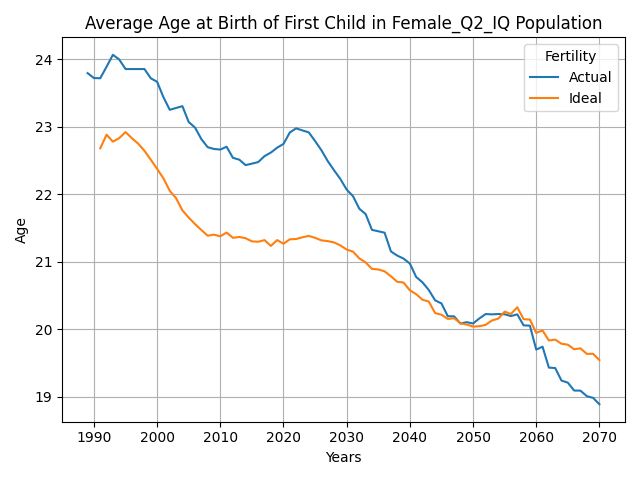 Average Age at Birth of First Child in Female_Q2_IQ Population
Fertility
Actual
Ideal
Age
24
23
22
21
20
19
1990 2000 2010 2020 2030 2040 2050 2060 2070
Years